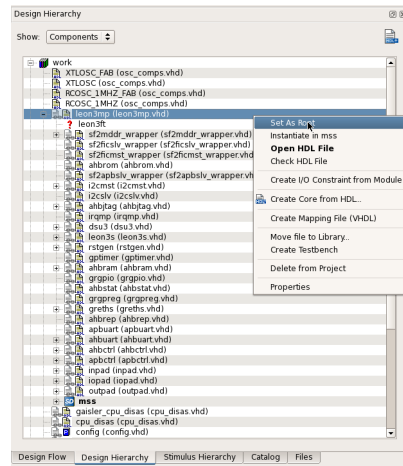 Design Hierarchy
Show: Components
work
XTLOSC_FAB (osc_comps.vhd)
XTLOSC (osc_comps.vhd)
RCOSC_1MHZ_FAB (osc_comps.vhd)
RCOSC_1MHZ (osc_comps.vhd)
leon3mp (leon3mp.vhd)
? leon3ft
sf2mddr_wrapper (sf2mddr_wrapper.vhd)
sf2ficslv_wrapper (sf2ficslv_wrapper.vhd)
sf2ficmst_wrapper (sf2ficmst_wrapper.vhd
ahbrom (ahbrom.vhd)
sf2apbslv_wrapper (sf2apbslv_wrapper.vh
i2cmst (i2cmst.vhd)
i2cslv (i2cslv.vhd)
ahbjtag (ahbjtag.vhd)
irqmp (irqmp.vhd)
dsu3 (dsu3.vhd)
leon3s (leon3s.vhd)
rstgen (rstgen.vhd)
gptimer (gptimer.vhd)
ahbram (ahbram.vhd)
grgpio (grgpio.vhd)
ahbstat (ahbstat.vhd)
grgpreg (grgpreg.vhd)
greths (greths.vhd)
ahbrep (ahbrep.vhd)
apbuart (apbuart.vhd)
ahbuart (ahbuart.vhd)
ahbctrl (ahbctrl.vhd)
apbctrl (apbctrl.vhd)
inpad (inpad.vhd)
iopad (iopad.vhd)
outpad (outpad.vhd)
mss
gaisler_cpu_disas (cpu_disas.vhd)
cpu_disas (cpu_disas.vhd)
config (config.vhd)
Set As Root
Instantiate in mss
Open HDL File
Check HDL File
Create I/O Constraint from Module
Create Core from HDL...
Create Mapping File (VHDL)
Move file to Library...
Create Testbench
Delete from Project
Properties
Design Flow Design Hierarchy Stimulus Hierarchy Catalog Files